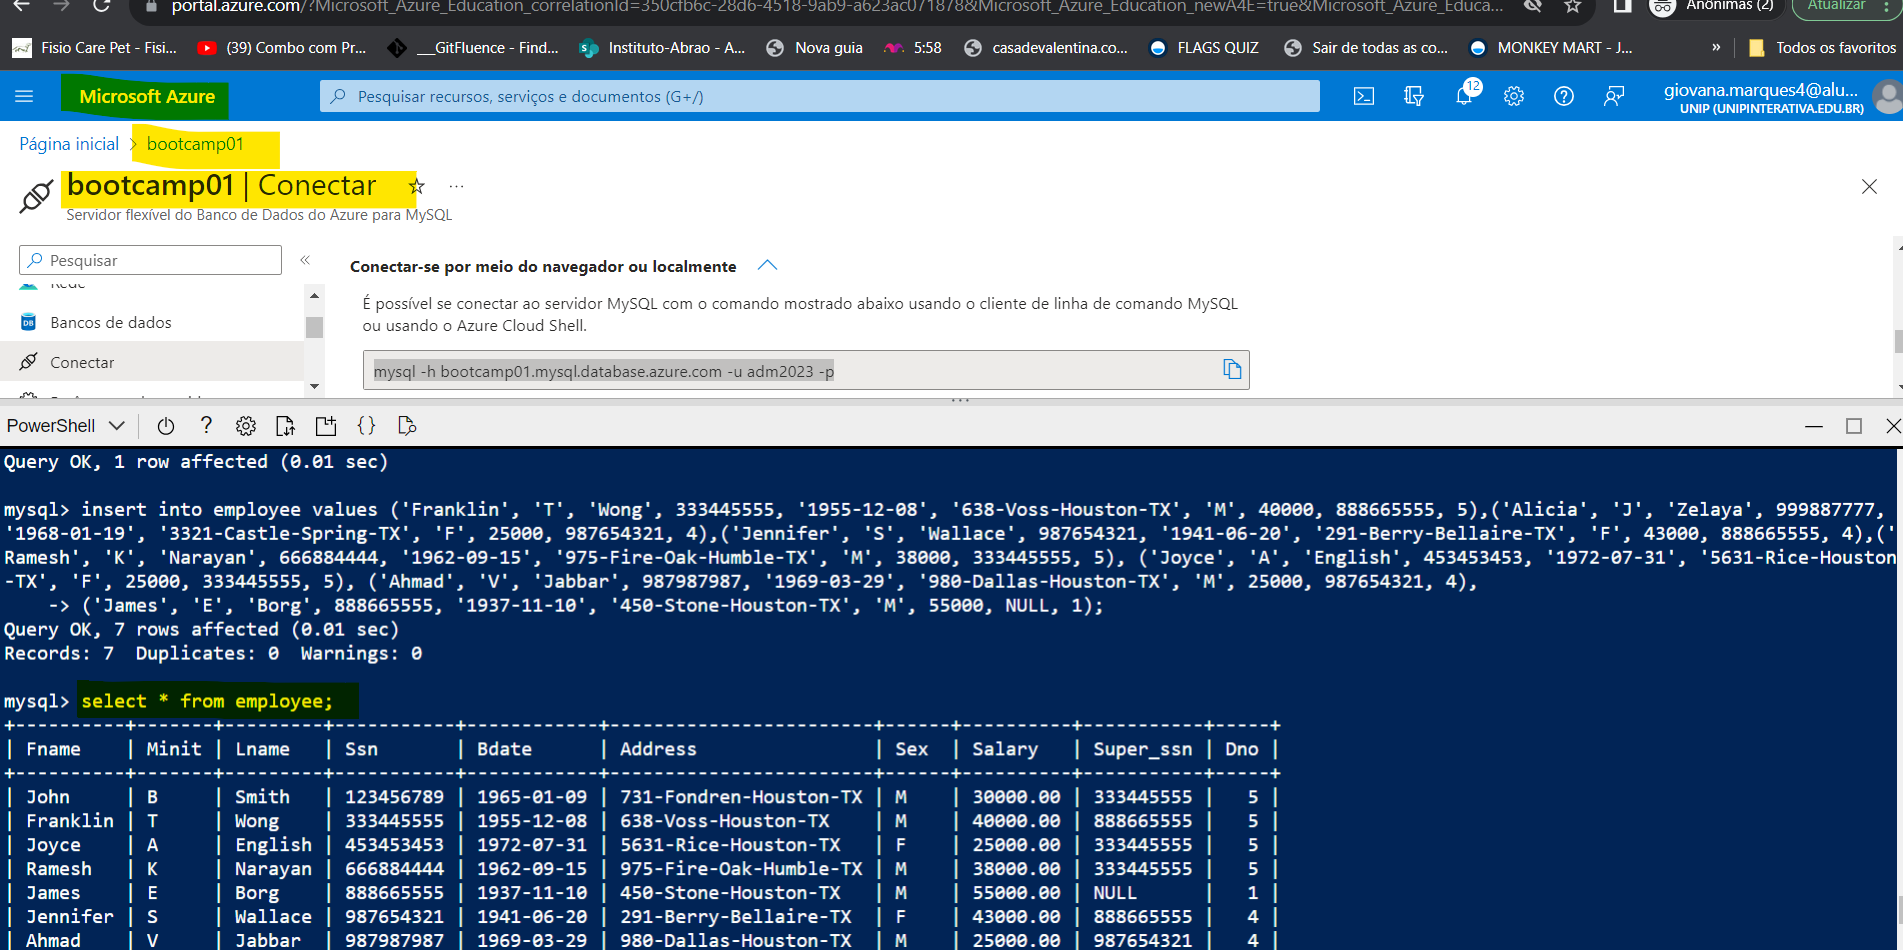 portal.azure.com/?Microsoft_Azure_Education_correlationId=350cfb6c-28d6-4518-9ab9-a623ac071878&Microsoft_Azure_Education_newA4E=true&Microsoft_Azure_Educa...
Anônimas (2)
Atualizar
Fisio Care Pet - Fisi...
(39) Combo com Pr...
___GitFluence - Find...
Instituto-Abrao - A...
Nova guia
5:58
casadevalentina.co...
FLAGS QUIZ
Sair de todas as co...
MONKEY MART - J...
»
Todos os favoritos
Microsoft Azure
Pesquisar recursos, serviços e documentos (G+/)
12
giovana.marques4@alu...
UNIP (UNIPINTERATIVA.EDU.BR)
Página inicial > bootcamp01
bootcamp01 | Conectar ...
Servidor flexível do Banco de Dados do Azure para MySQL
Pesquisar
«
Rede
Bancos de dados
Conectar
Conectar-se por meio do navegador ou localmente
É possível se conectar ao servidor MySQL com o comando mostrado abaixo usando o cliente de linha de comando MySQL
ou usando o Azure Cloud Shell.
mysql -h bootcamp01.mysql.database.azure.com -u adm2023 -p
PowerShell
? {}
Query OK, 1 row affected (0.01 sec)
mysql> insert into employee values ('Franklin', 'T', 'Wong', 333445555, '1955-12-08', '638-Voss-Houston-TX', 'M', 40000, 888665555, 5),('Alicia', 'J', 'Zelaya', 999887777,
'1968-01-19', '3321-Castle-Spring-TX', 'F', 25000, 987654321, 4),('Jennifer', 'S', 'Wallace', 987654321, '1941-06-20', '291-Berry-Bellaire-TX', 'F', 43000, 888665555, 4),('
Ramesh', 'K', 'Narayan', 666884444, '1962-09-15', '975-Fire-Oak-Humble-TX', 'M', 38000, 333445555, 5), ('Joyce', 'A', 'English', 453453453, '1972-07-31', '5631-Rice-Houston
-TX', 'F', 25000, 333445555, 5), ('Ahmad', 'V', 'Jabbar', 987987987, '1969-03-29', '980-Dallas-Houston-TX', 'M', 25000, 987654321, 4),
-> ('James', 'E', 'Borg', 888665555, '1937-11-10', '450-Stone-Houston-TX', 'M', 55000, NULL, 1);
Query OK, 7 rows affected (0.01 sec)
Records: 7 Duplicates: 0 Warnings: 0
mysql> select * from employee;
| Fname | Minit | Lname | Ssn | Bdate | Address | Sex | Salary | Super_ssn | Dno |
| John | B | Smith | 123456789 | 1965-01-09 | 731-Fondren-Houston-TX | M | 30000.00 | 333445555 | 5 |
| Franklin | T | Wong | 333445555 | 1955-12-08 | 638-Voss-Houston-TX | M | 40000.00 | 888665555 | 5 |
| Joyce | A | English | 453453453 | 1972-07-31 | 5631-Rice-Houston-TX | F | 25000.00 | 333445555 | 5 |
| Ramesh | K | Narayan | 666884444 | 1962-09-15 | 975-Fire-Oak-Humble-TX | M | 38000.00 | 333445555 | 5 |
| James | E | Borg | 888665555 | 1937-11-10 | 450-Stone-Houston-TX | M | 55000.00 | NULL | 1 |
| Jennifer | S | Wallace | 987654321 | 1941-06-20 | 291-Berry-Bellaire-TX | F | 43000.00 | 888665555 | 4 |
| Ahmad | V | Jabbar | 987987987 | 1969-03-29 | 980-Dallas-Houston-TX | M | 25000.00 | 987654321 | 4 |